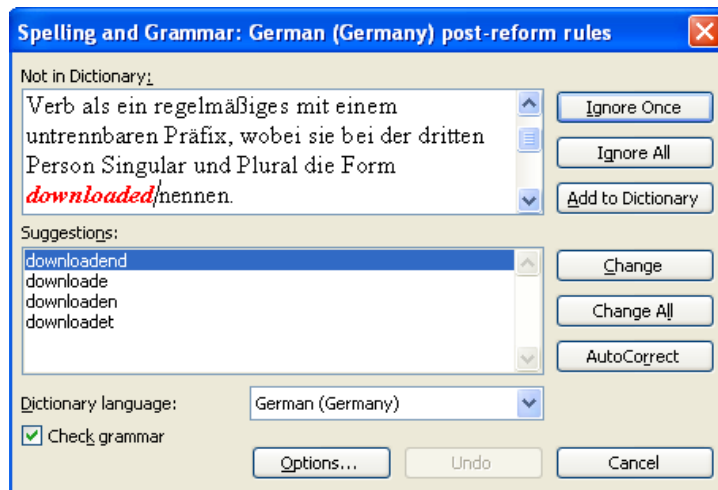 Spelling and Grammar: German (Germany) post-reform rules
Not in Dictionary:
Verb als ein regelmäßiges mit einem
untrennbaren Präfix, wobei sie bei der dritten
Person Singular und Plural die Form
downloaded/nennen.
Ignore Once
Ignore All
Add to Dictionary
Suggestions:
downloadend
downloade
downloaden
downloadet
Change
Change All
AutoCorrect
Dictionary language:
German (Germany)
Check grammar
Options...
Undo
Cancel